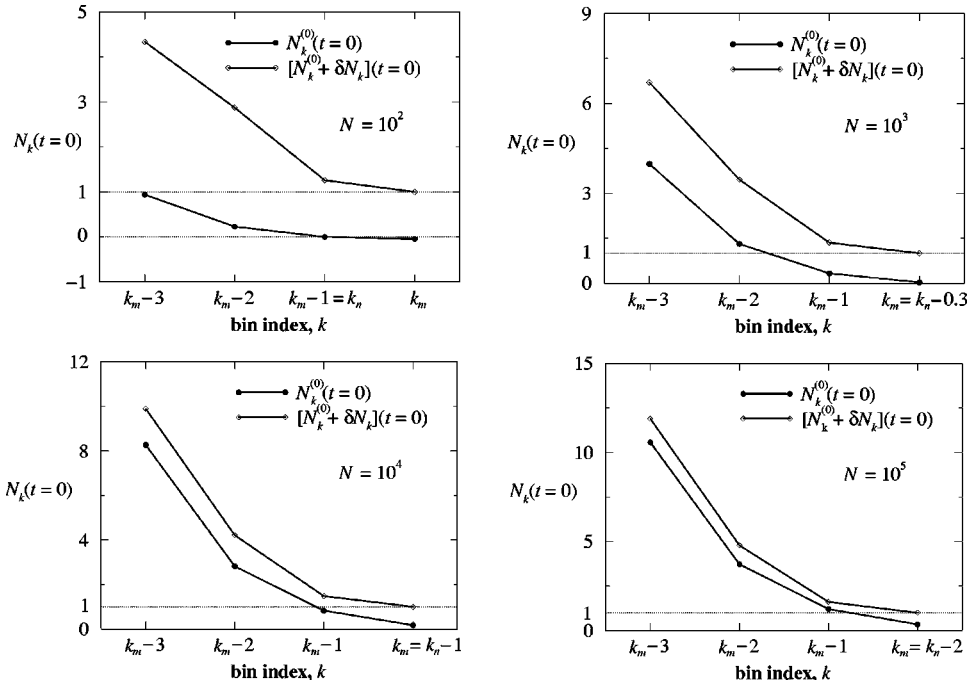 5
3
1
0
−1
N_k(t=0)
N_k^(0)(t=0)
[N_k^(0)+ δN_k](t=0)
N = 10^2
k_m−3 k_m−2 k_m−1=k_n k_m
bin index, k
9
6
3
1
0
N_k(t=0)
N_k^(0)(t=0)
[N_k^(0)+ δN_k](t=0)
N = 10^3
k_m−3 k_m−2 k_m−1 k_m=k_n−0.3
bin index, k
12
8
4
1
0
N_k(t=0)
N_k^(0)(t=0)
[N_k^(0)+ δN_k](t=0)
N = 10^4
k_m−3 k_m−2 k_m−1 k_m=k_n−1
bin index, k
15
10
5
1
0
N_k(t=0)
N_k^(0)(t=0)
[N_k^(0)+ δN_k](t=0)
N = 10^5
k_m−3 k_m−2 k_m−1 k_m=k_n−2
bin index, k